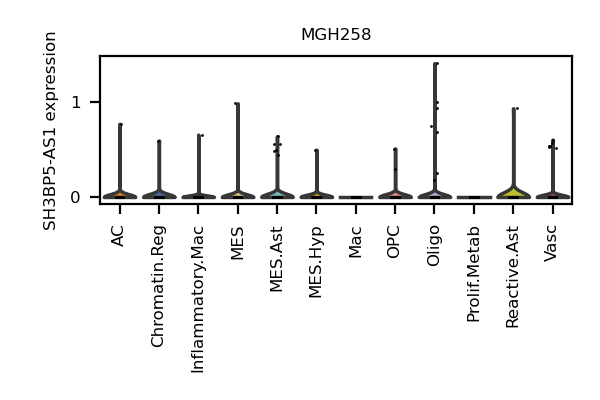 MGH258
SH3BP5-AS1 expression
1
0
AC
Chromatin.Reg
Inflammatory.Mac
MES
MES.Ast
MES.Hyp
Mac
OPC
Oligo
Prolif.Metab
Reactive.Ast
Vasc